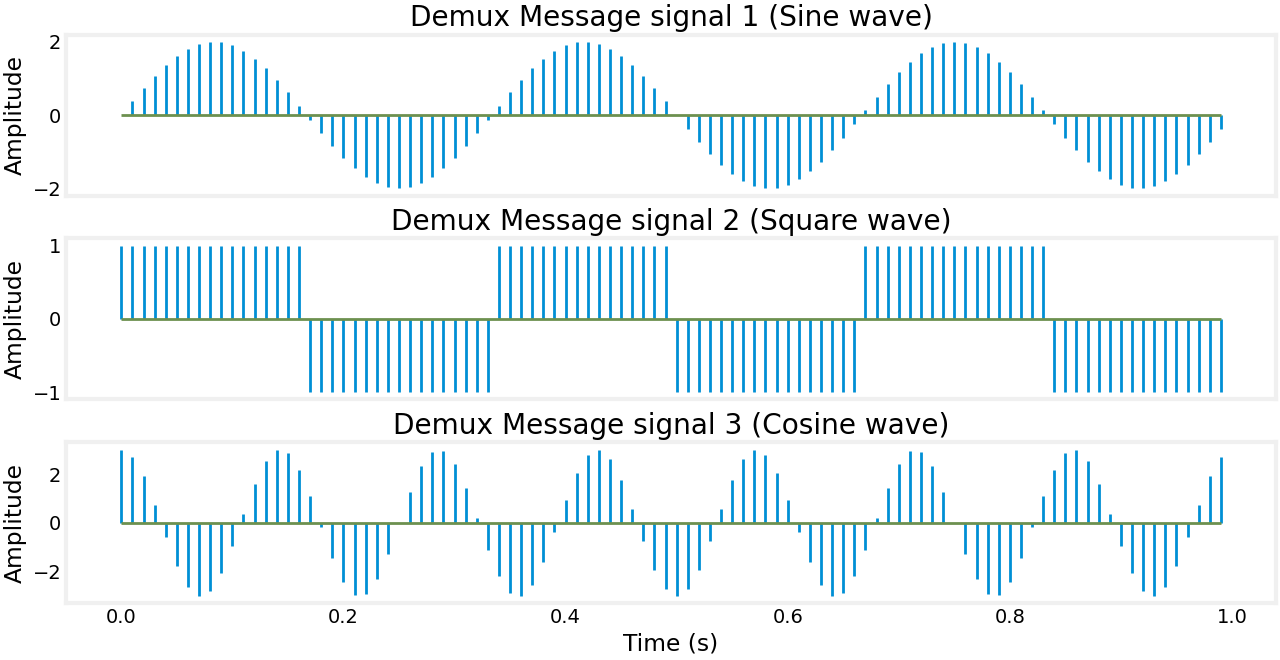 Demux Message signal 1 (Sine wave)
2
0
−2
Amplitude
Demux Message signal 2 (Square wave)
1
0
−1
Amplitude
Demux Message signal 3 (Cosine wave)
2
0
−2
Amplitude
0.0 0.2 0.4 0.6 0.8 1.0
Time (s)